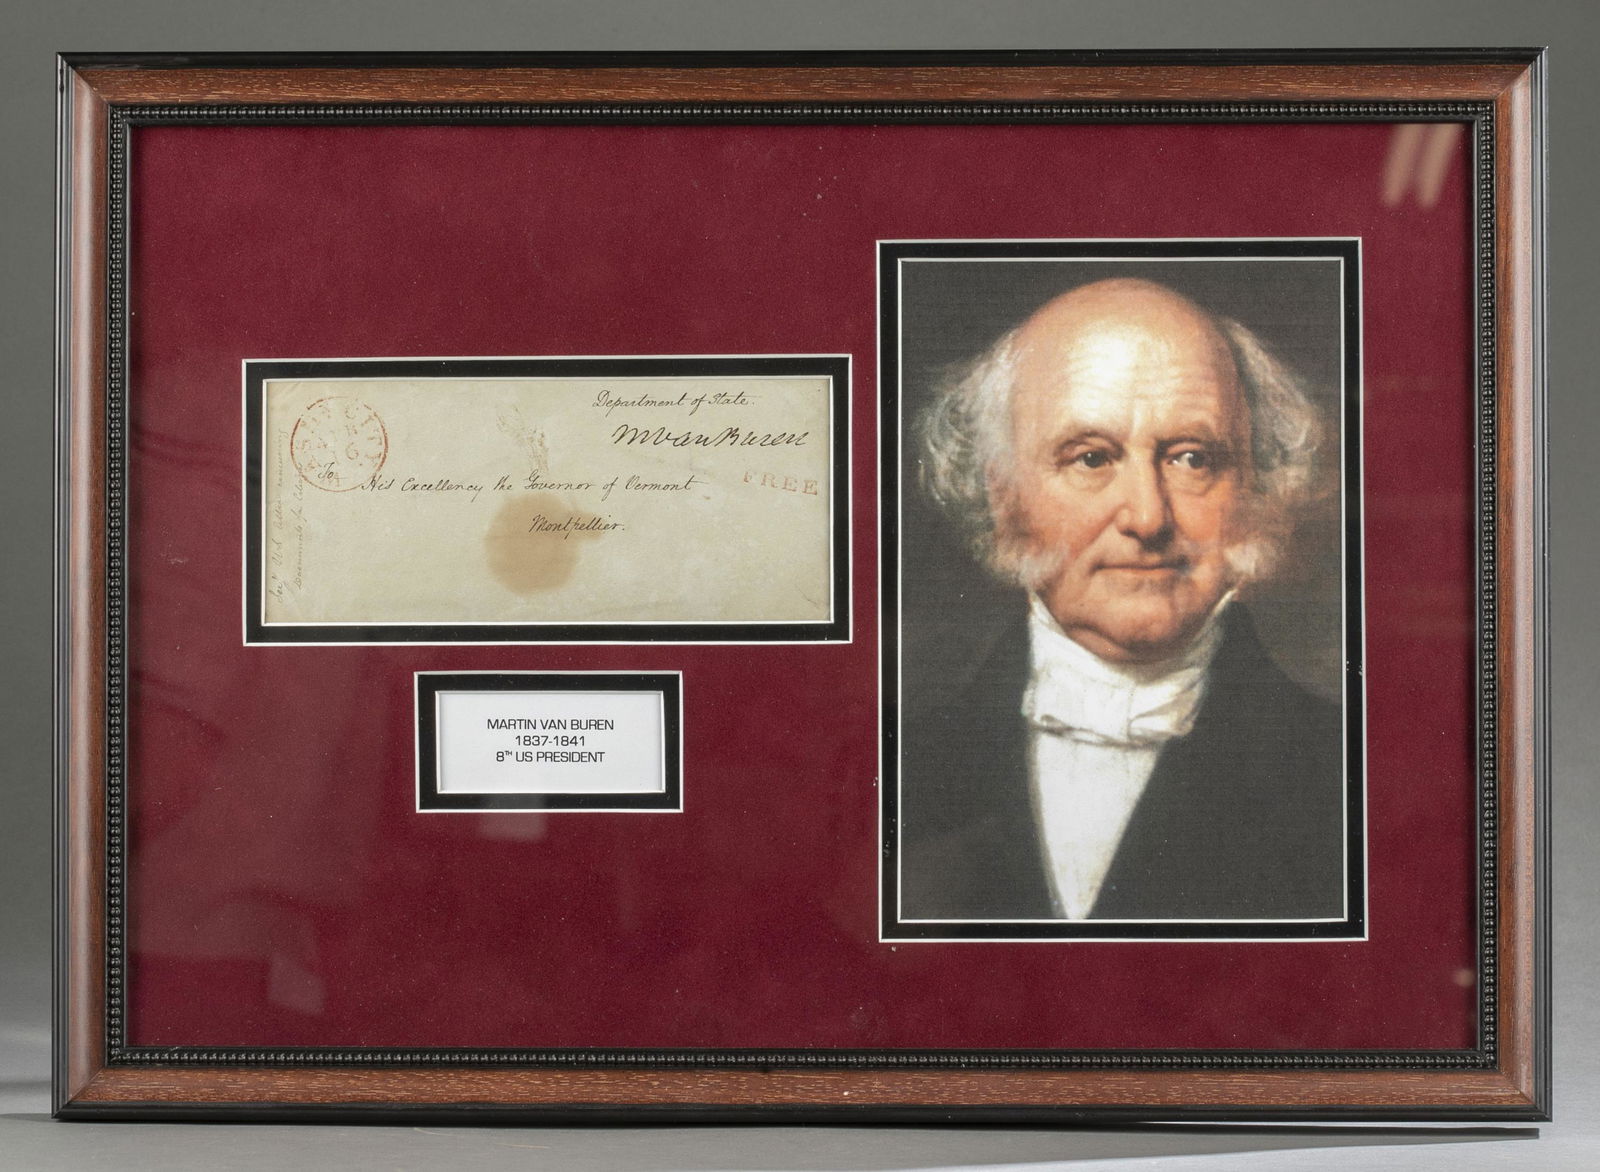 Department of State.
M Van Buren
FREE
To
His Excellency the Governor of Vermont
Montpellier.
MARTIN VAN BUREN
1837-1841
8TH US PRESIDENT